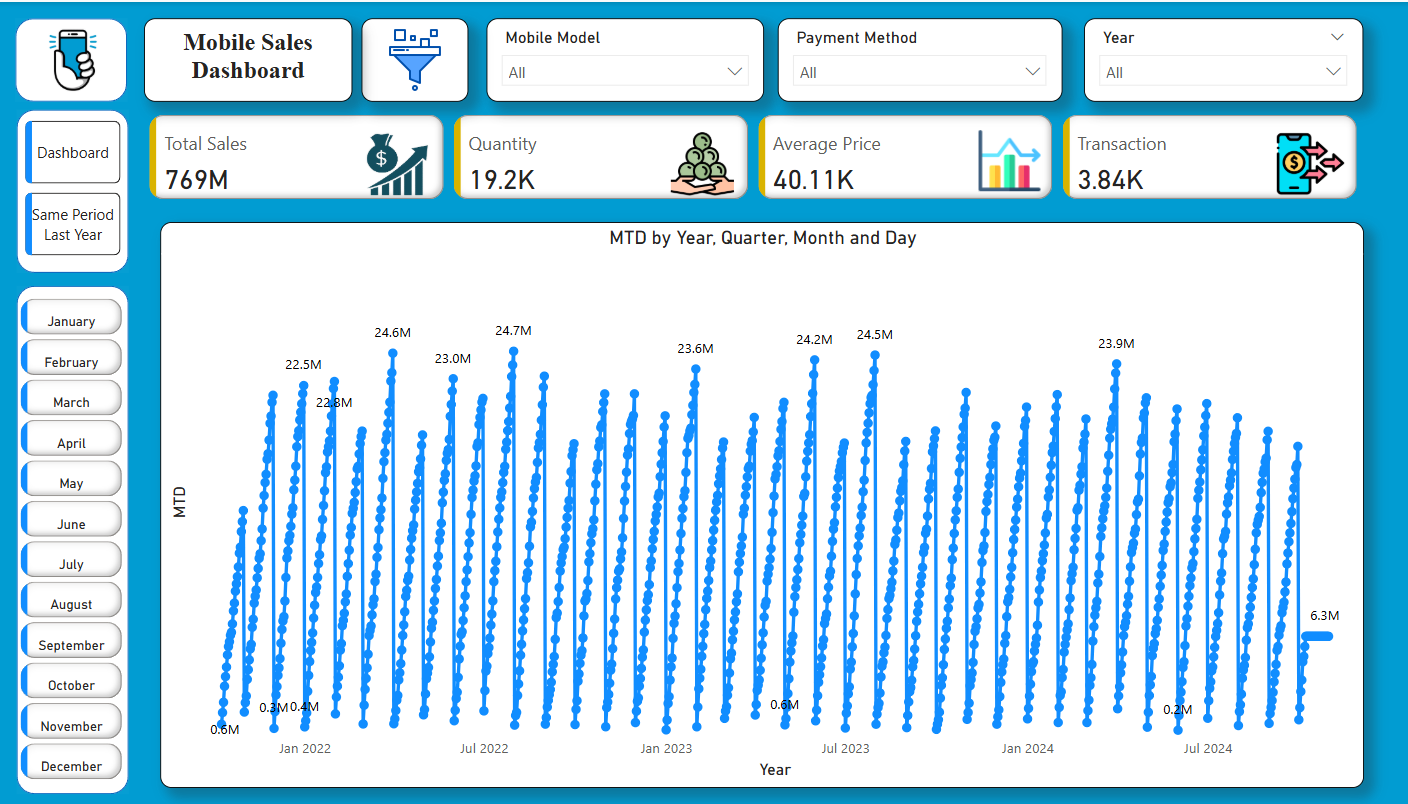 Mobile Sales
Dashboard
Mobile Model
All
Payment Method
All
Year
All
Dashboard
Same Period
Last Year
Total Sales
769M
$
Quantity
19.2K
Average Price
40.11K
Transaction
3.84K
$
January
February
March
April
May
June
July
August
September
October
November
December
MTD by Year, Quarter, Month and Day
MTD
0.6M
0.3M
22.5M
0.4M
22.8M
24.6M
23.0M
24.7M
23.6M
0.6M
24.2M
24.5M
23.9M
0.2M
6.3M
Jan 2022
Jul 2022
Jan 2023
Jul 2023
Jan 2024
Jul 2024
Year